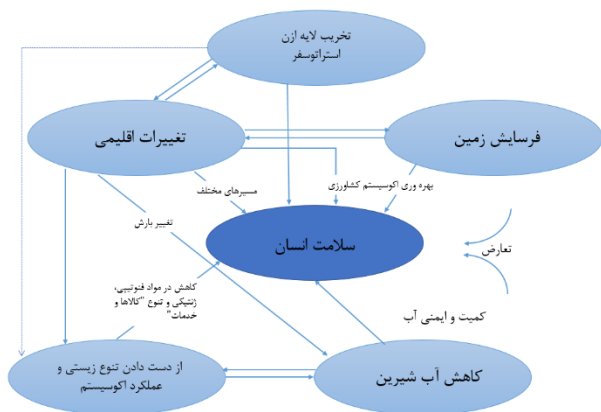 تخریب لایه ازن
استراتوسفر
تغییرات اقلیمی
فرسایش زمین
بهره وری اکوسیستم کشاورزی
مسیرهای مختلف
تغییر بارش
سلامت انسان
تعارض
کاهش در مواد فنوتیپی،
ژنتیکی و تنوع "کالاها و
خدمات"
کمیت و ایمنی آب
از دست دادن تنوع زیستی و
عملکرد اکوسیستم
کاهش آب شیرین